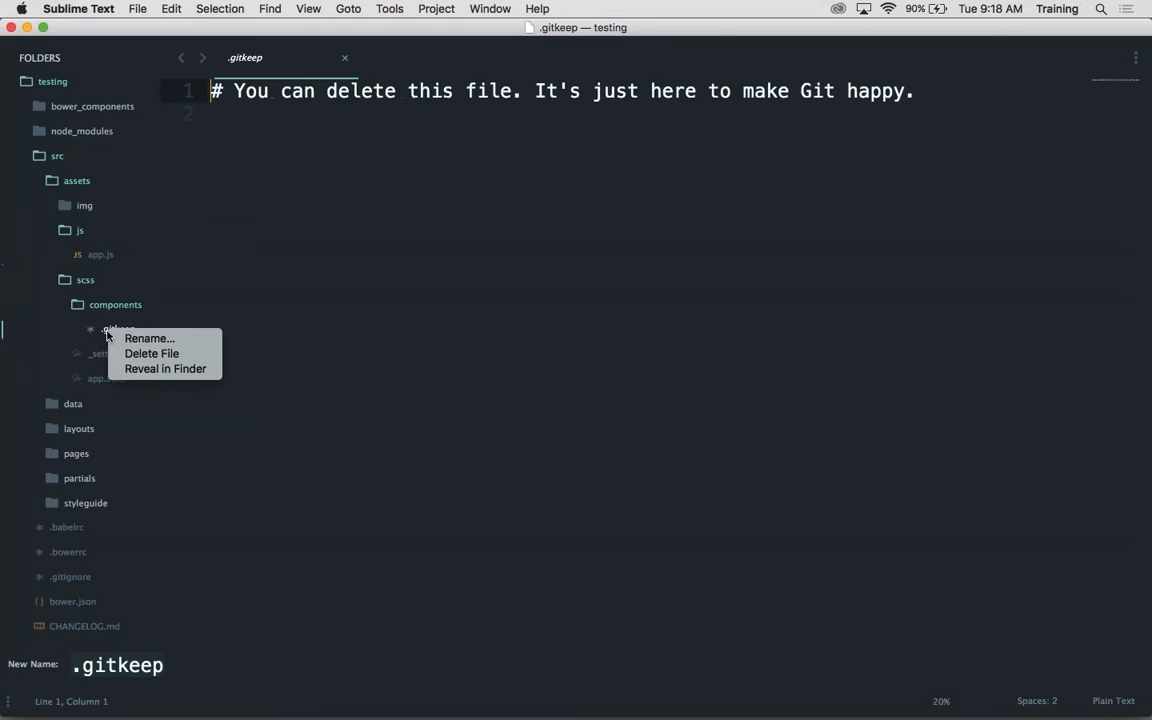 Sublime Text File Edit Selection Find View Goto Tools Project Window Help 90% Tue 9:18 AM Training
.gitkeep — testing
FOLDERS
.gitkeep
testing
1 # You can delete this file. It's just here to make Git happy.
2
bower_components
node_modules
src
assets
img
js
JS app.js
scss
components
Rename...
Delete File
Reveal in Finder
data
layouts
pages
partials
styleguide
.babelrc
.bowerrc
.gitignore
{} bower.json
CHANGELOG.md
New Name: .gitkeep
Line 1, Column 1 20% Spaces: 2 Plain Text